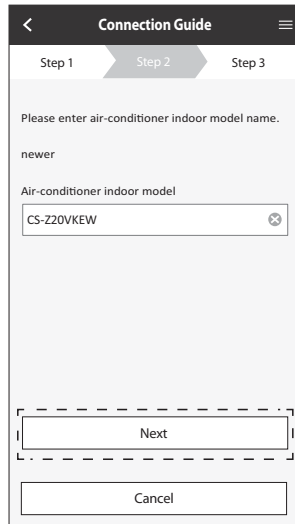 Connection Guide
Step 1 Step 2 Step 3
Please enter air-conditioner indoor model name.
newer
Air-conditioner indoor model
CS-Z20VKEW
Next
Cancel